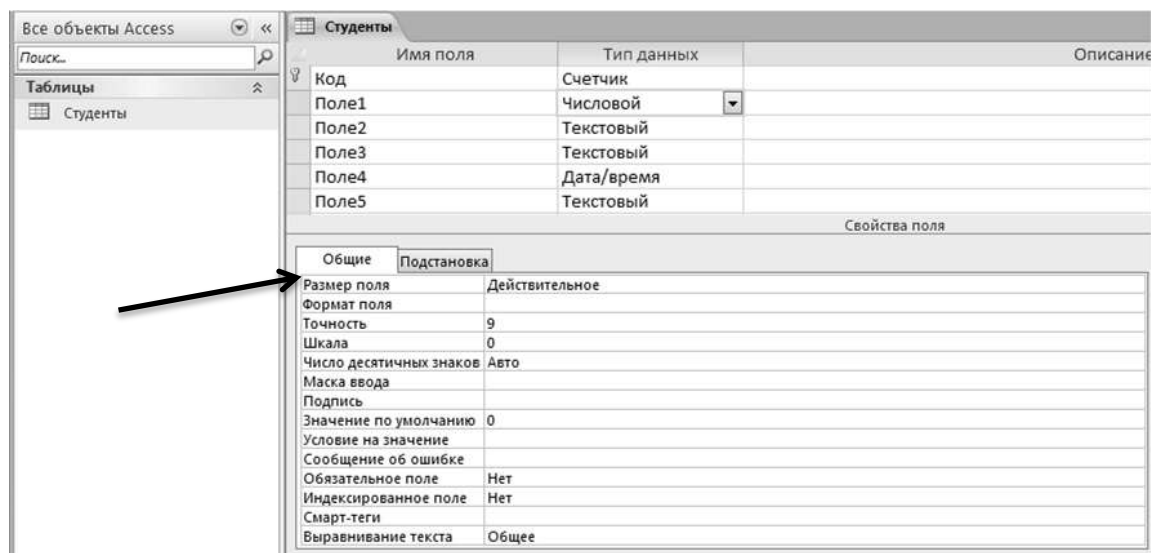 Все объекты Access
Поиск...
Таблицы
Студенты
Студенты
Имя поля Тип данных Описание
Код Счетчик
Поле1 Числовой
Поле2 Текстовый
Поле3 Текстовый
Поле4 Дата/время
Поле5 Текстовый
Свойства поля
Общие Подстановка
Размер поля Действительное
Формат поля
Точность 9
Шкала 0
Число десятичных знаков Авто
Маска ввода
Подпись
Значение по умолчанию 0
Условие на значение
Сообщение об ошибке
Обязательное поле Нет
Индексированное поле Нет
Смарт-теги
Выравнивание текста Общее